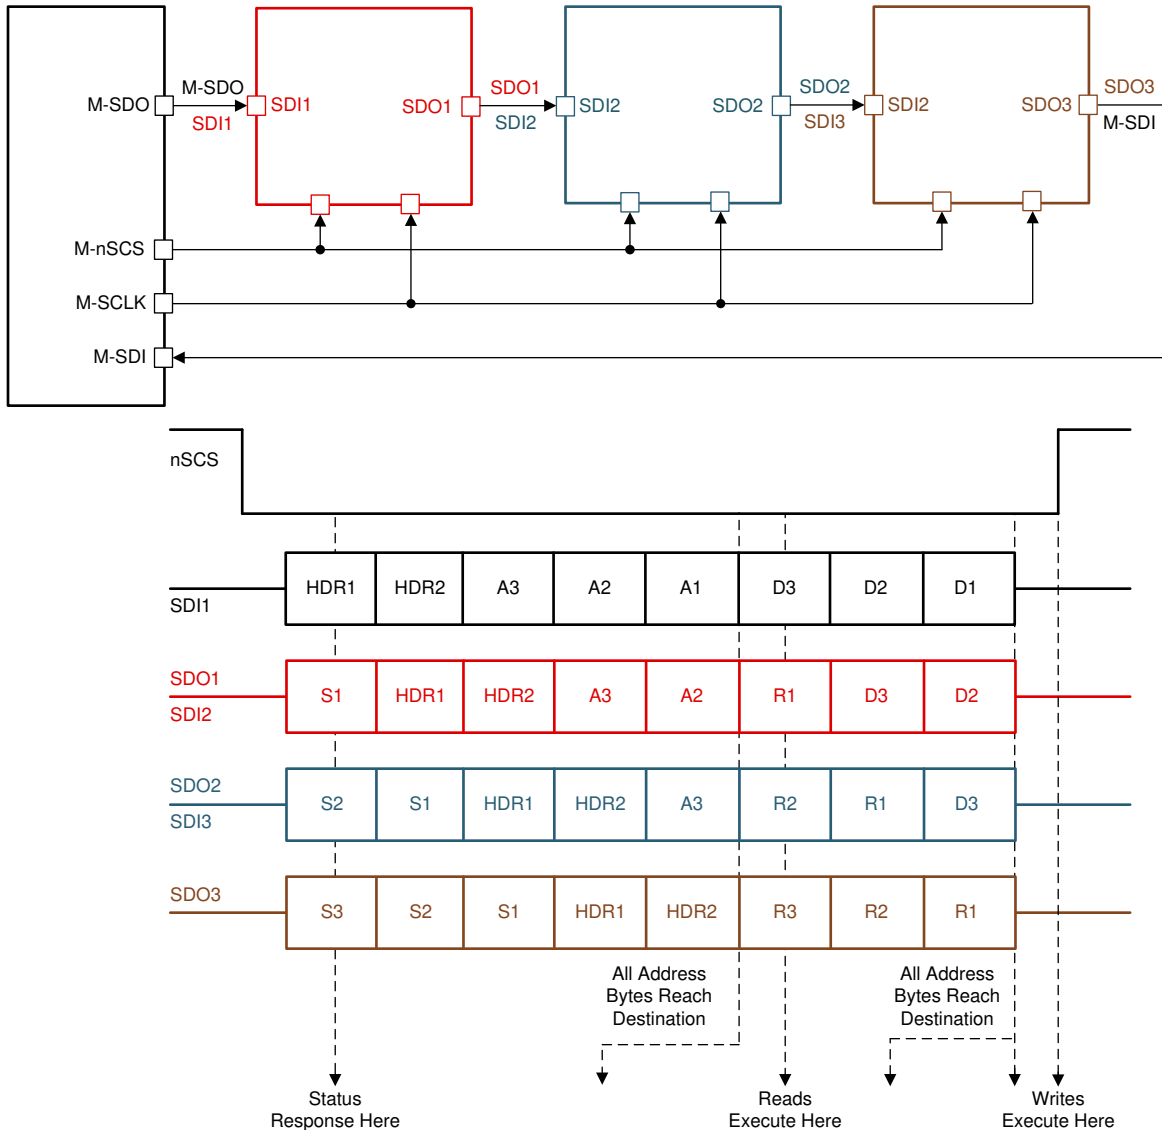 M-SDO
M-SDO
SDI1
SDI1
SDO1
SDO1
SDI2
SDI2
SDO2
SDO2
SDI3
SDI2
SDO3
SDO3
M-SDI
M-nSCS
M-SCLK
M-SDI
nSCS
SDI1
HDR1 HDR2 A3 A2 A1 D3 D2 D1
SDO1
SDI2
S1 HDR1 HDR2 A3 A2 R1 D3 D2
SDO2
SDI3
S2 S1 HDR1 HDR2 A3 R2 R1 D3
SDO3
S3 S2 S1 HDR1 HDR2 R3 R2 R1
All Address
Bytes Reach
Destination
All Address
Bytes Reach
Destination
Status
Response Here
Reads
Execute Here
Writes
Execute Here